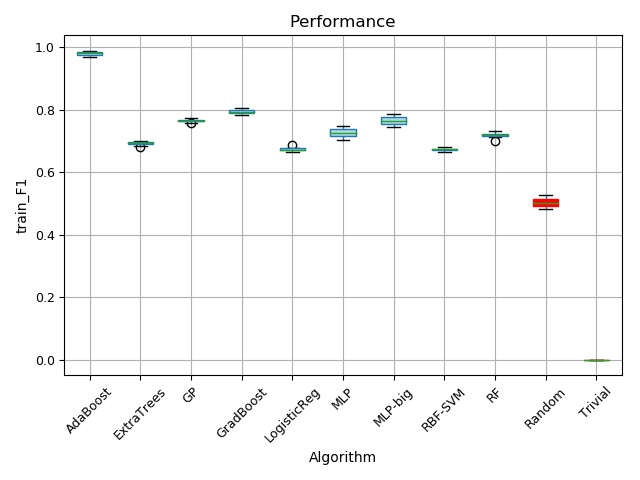 Performance
train_F1
1.0
0.8
0.6
0.4
0.2
0.0
AdaBoost
ExtraTrees
GP
GradBoost
LogisticReg
MLP
MLP-big
RBF-SVM
RF
Random
Trivial
Algorithm